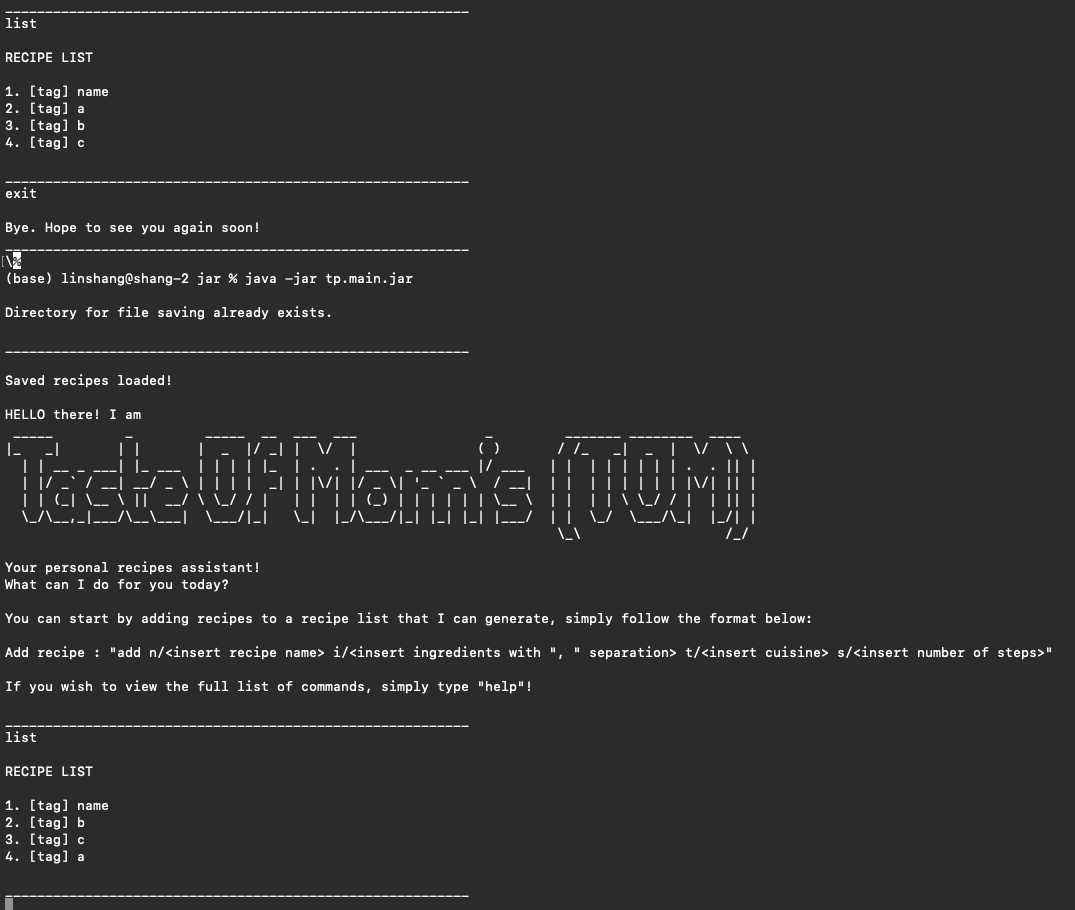 list
RECIPE LIST
1. [tag] name
2. [tag] a
3. [tag] b
4. [tag] c
exit
Bye. Hope to see you again soon!
[\%
(base) linshang@shang-2 jar % java -jar tp.main.jar
Directory for file saving already exists.
Saved recipes loaded!
HELLO there! I am
TasteOfMom's (TOM)
Your personal recipes assistant!
What can I do for you today?
You can start by adding recipes to a recipe list that I can generate, simply follow the format below:
Add recipe : "add n/<insert recipe name> i/<insert ingredients with ", " separation> t/<insert cuisine> s/<insert number of steps>"
If you wish to view the full list of commands, simply type "help"!
list
RECIPE LIST
1. [tag] name
2. [tag] b
3. [tag] c
4. [tag] a